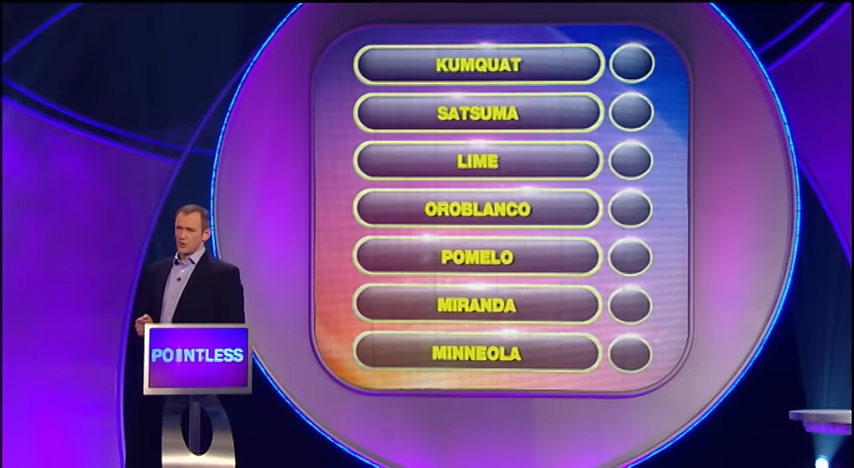 KUMQUAT
SATSUMA
LIME
OROBLANCO
POMELO
MIRANDA
MINNEOLA
POINTLESS